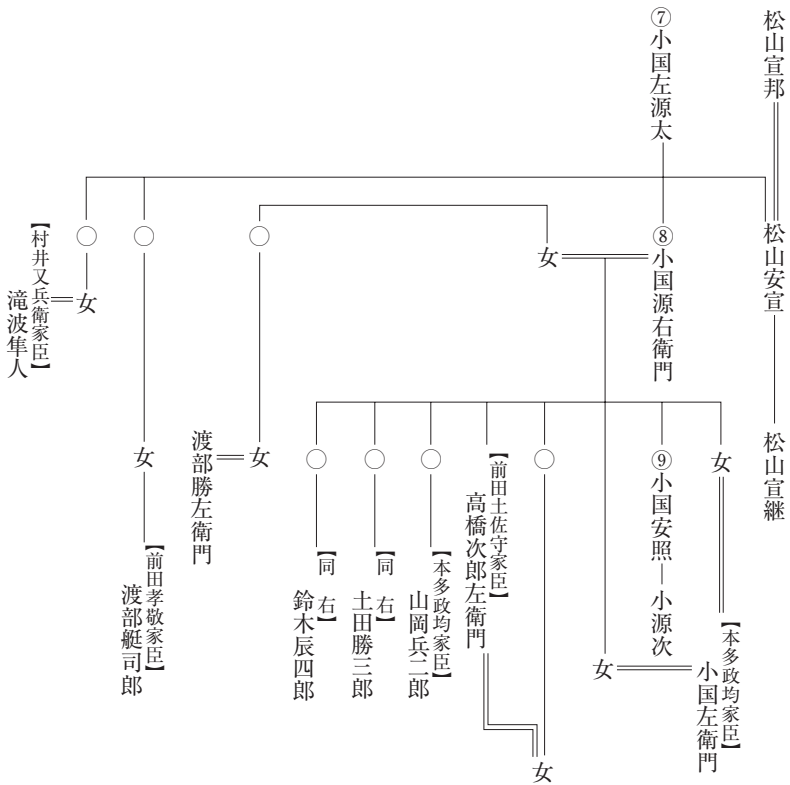 松山宣邦
松山安宣
松山宣継
⑦小国左源太
⑧小国源右衛門
女
女
【本多政均家臣】
小国左衛門
⑨小国安照
小源次
女
○
女
【前田土佐守家臣】
高橋次郎左衛門
○
【本多政均家臣】
山岡兵二郎
○
【同 右】
土田勝三郎
○
【同 右】
鈴木辰四郎
○
女
渡部勝左衛門
○
女
【前田孝敬家臣】
渡部艇司郎
○
女
【村井又兵衛家臣】
滝波隼人